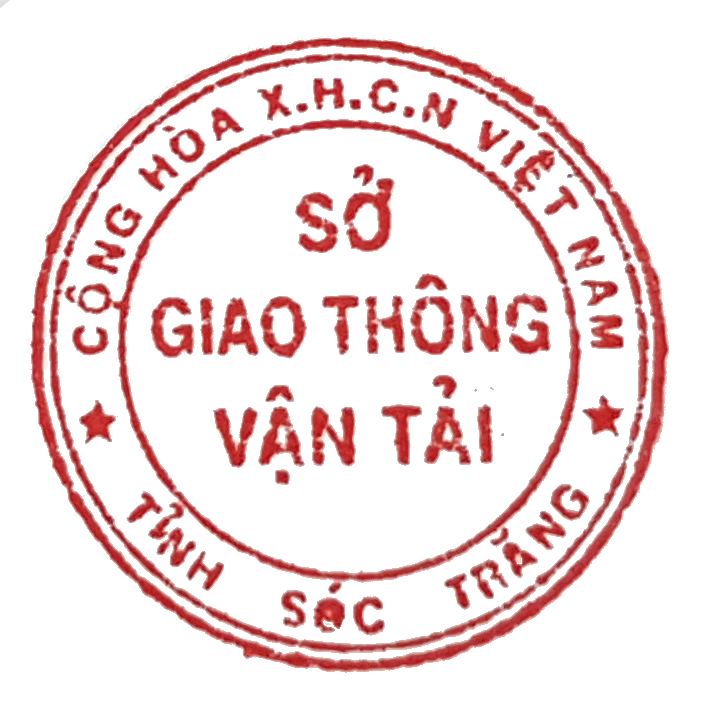 CỘNG HÒA X.H.C.N VIỆT NAM
SỞ
GIAO THÔNG
VẬN TẢI
TỈNH SÓC TRĂNG